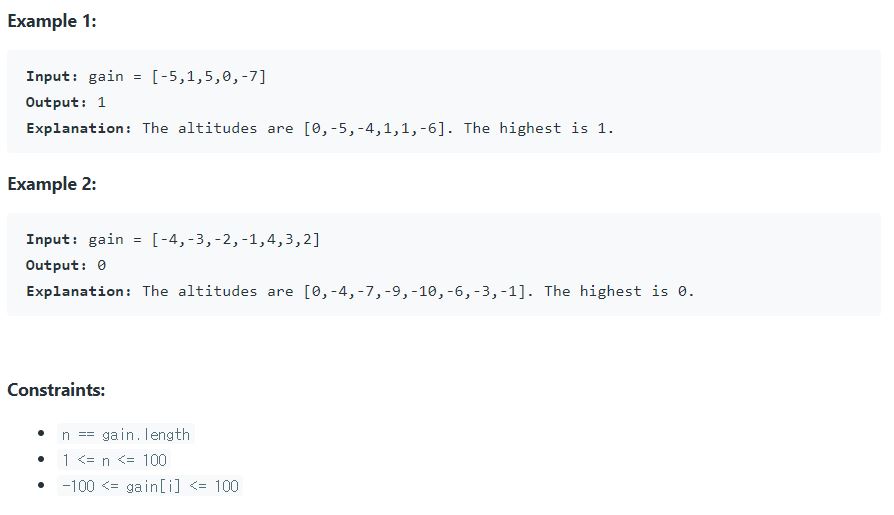 Example 1:
Input: gain = [-5,1,5,0,-7]
Output: 1
Explanation: The altitudes are [0,-5,-4,1,1,-6]. The highest is 1.
Example 2:
Input: gain = [-4,-3,-2,-1,4,3,2]
Output: 0
Explanation: The altitudes are [0,-4,-7,-9,-10,-6,-3,-1]. The highest is 0.
Constraints:
• n == gain.length
• 1 <= n <= 100
• -100 <= gain[i] <= 100